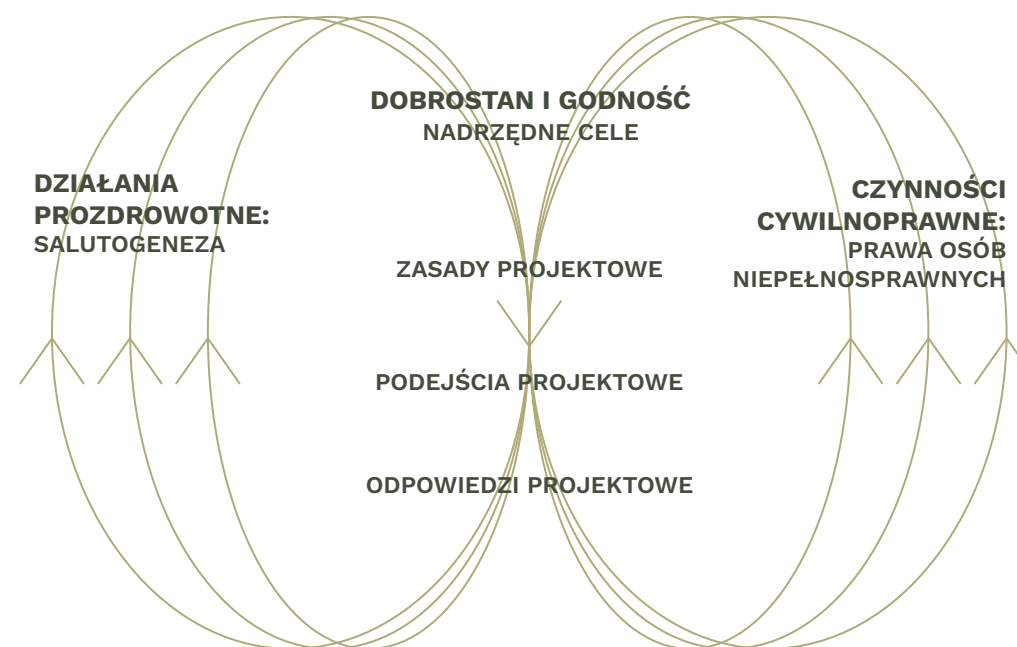 DOBROSTAN I GODNOŚĆ
NADRZĘDNE CELE
DZIAŁANIA
PROZDROWOTNE:
SALUTOGENEZA
CZYNNOŚCI
CYWILNOPRAWNE:
PRAWA OSÓB
NIEPEŁNOSPRAWNYCH
ZASADY PROJEKTOWE
PODEJŚCIA PROJEKTOWE
ODPOWIEDZI PROJEKTOWE